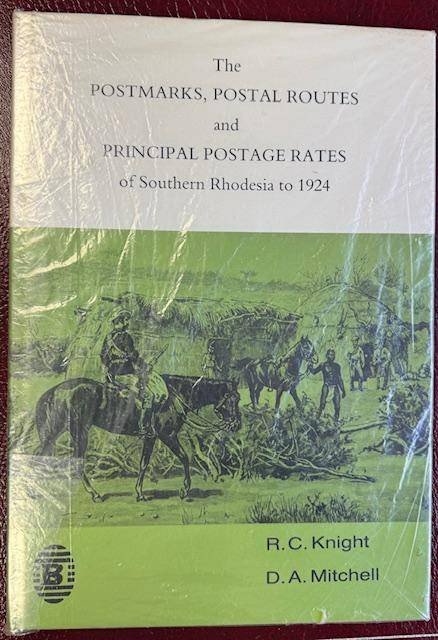 The
POSTMARKS, POSTAL ROUTES
and
PRINCIPAL POSTAGE RATES
of Southern Rhodesia to 1924
R.C. Knight
D.A. Mitchell
B